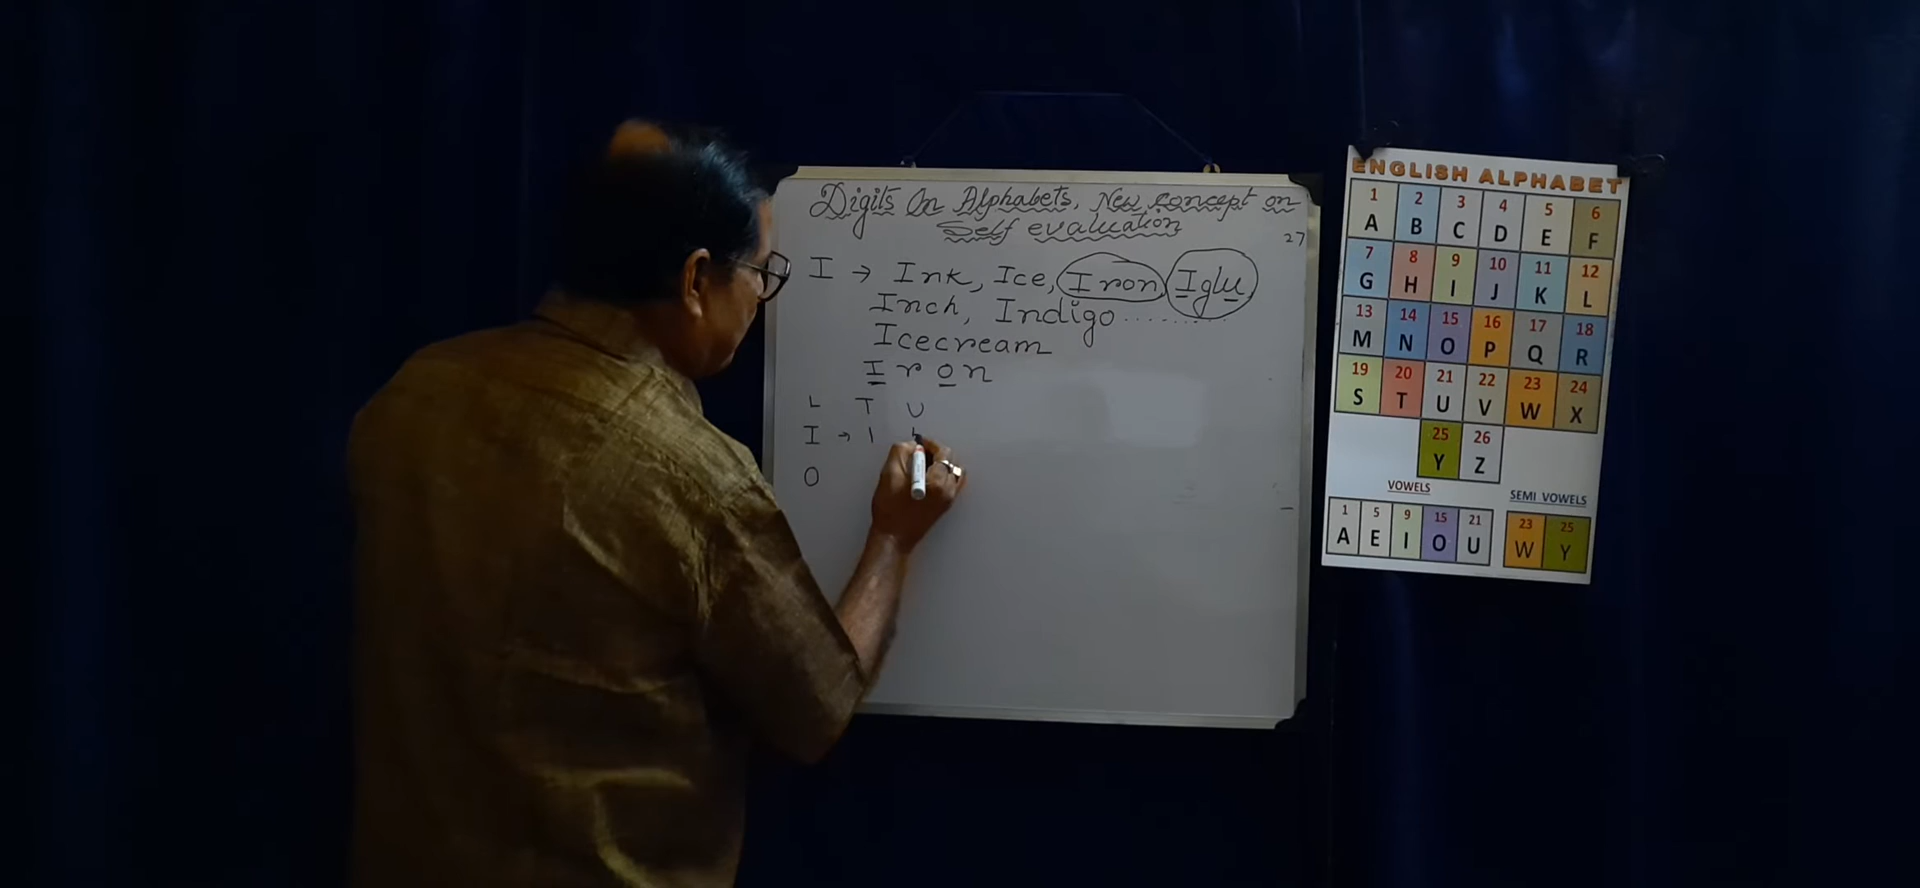 Digits On Alphabets, New concept on
Self evaluation
27
I → Ink, Ice, Iron, Iglu
Inch, Indigo..........
Icecream
Iron
L T U
I → 1
O
ENGLISH ALPHABET
1 2 3 4 5 6
A B C D E F
7 8 9 10 11 12
G H I J K L
13 14 15 16 17 18
M N O P Q R
19 20 21 22 23 24
S T U V W X
25 26
Y Z
VOWELS
1 5 9 15 21
A E I O U
SEMI VOWELS
23 25
W Y